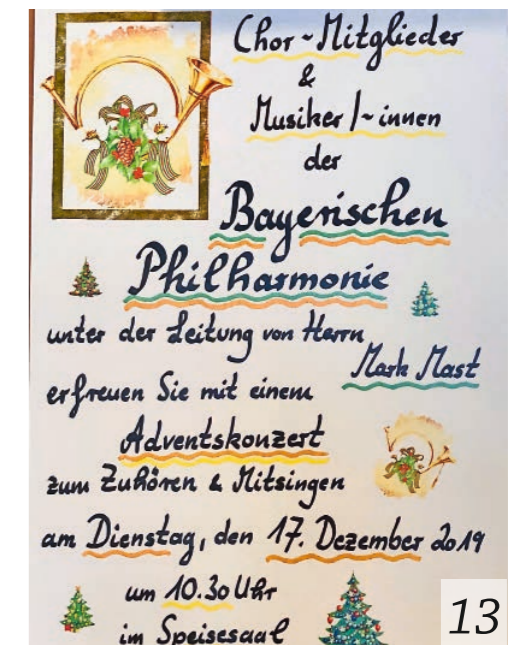 Chor-Mitglieder
&
Musiker/-innen
der
Bayerischen
Philharmonie
unter der Leitung von Herrn
Mark Mast
erfreuen Sie mit einem
Adventskonzert
zum Zuhören & Mitsingen
am Dienstag, den 17. Dezember 2019
um 10.30 Uhr
im Speisesaal
13